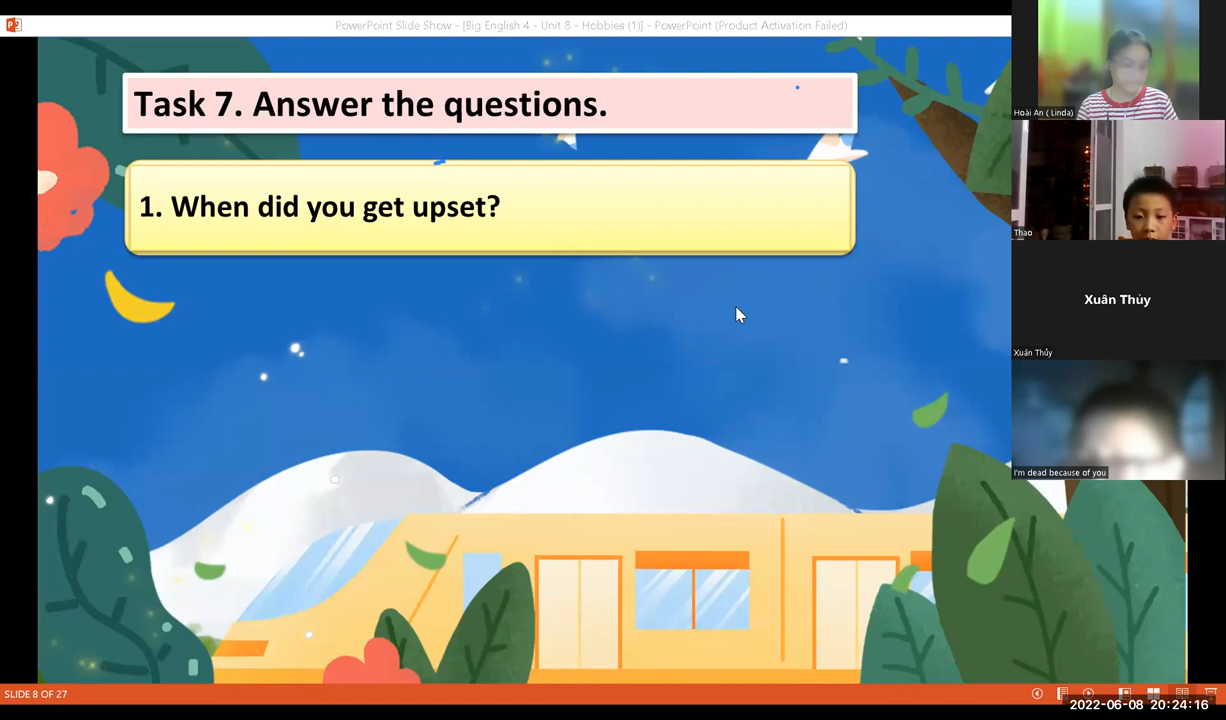 PowerPoint Slide Show - [Big English 4 - Unit 8 - Hobbies (1)] - PowerPoint (Product Activation Failed)
Task 7. Answer the questions.
1. When did you get upset?
Hoài An ( Linda)
Thao
Xuân Thủy
Xuân Thủy
I'm dead because of you
SLIDE 8 OF 27
2022-06-08 20:24:16